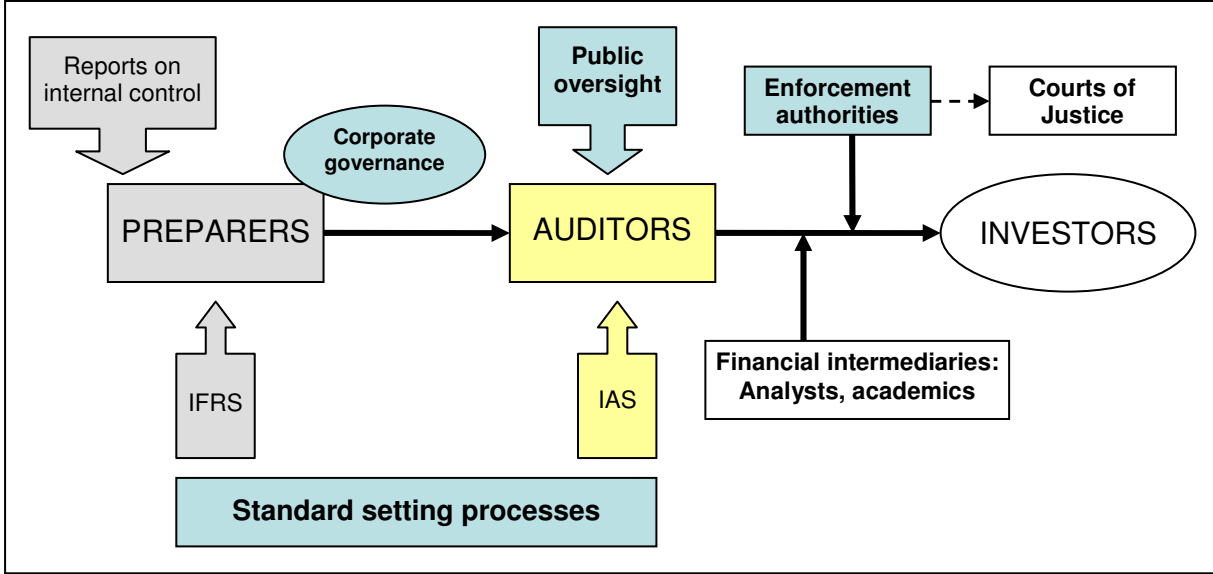 Reports on
internal control
Public
oversight
Enforcement
authorities
Courts of
Justice
Corporate
governance
PREPARERS
AUDITORS
INVESTORS
Financial intermediaries:
Analysts, academics
IFRS
IAS
Standard setting processes